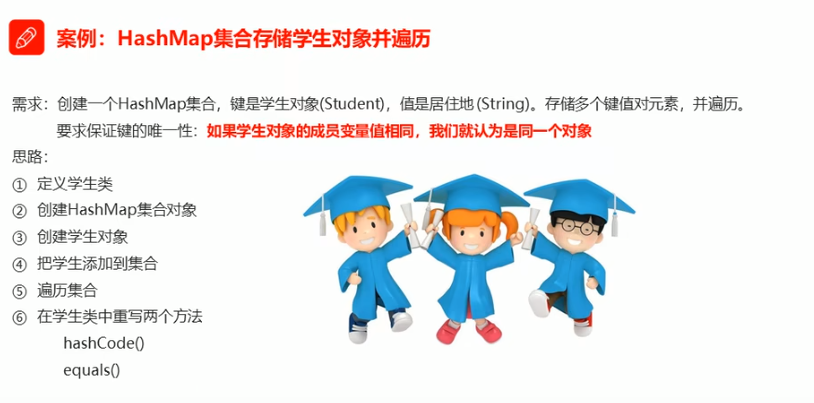 案例：HashMap集合存储学生对象并遍历
需求：创建一个HashMap集合，键是学生对象(Student)，值是居住地 (String)。存储多个键值对元素，并遍历。
要求保证键的唯一性：如果学生对象的成员变量值相同，我们就认为是同一个对象
思路：
① 定义学生类
② 创建HashMap集合对象
③ 创建学生对象
④ 把学生添加到集合
⑤ 遍历集合
⑥ 在学生类中重写两个方法
hashCode()
equals()